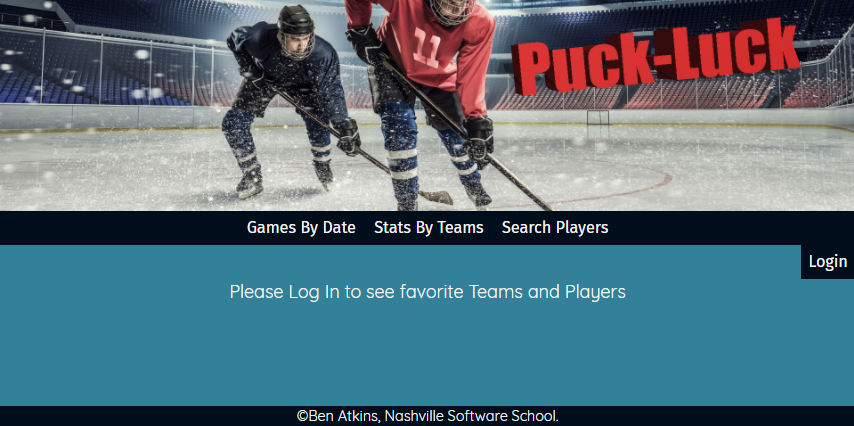 Puck-Luck
11
Games By Date Stats By Teams Search Players
Login
Please Log In to see favorite Teams and Players
©Ben Atkins, Nashville Software School.